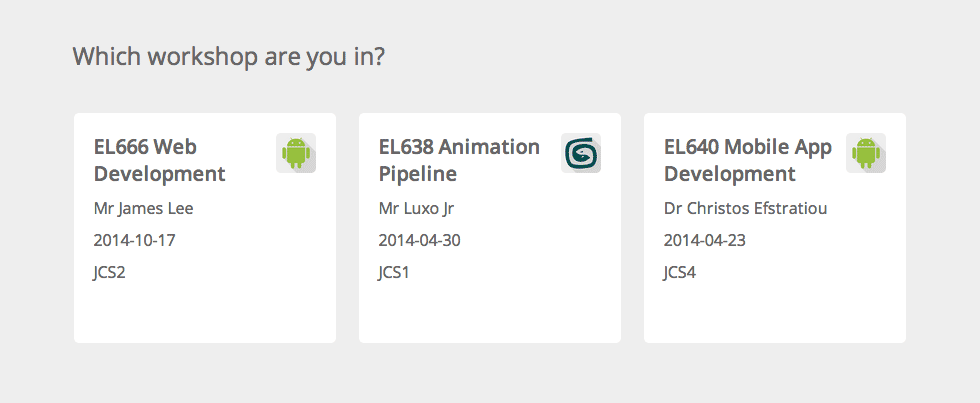 Which workshop are you in?
EL666 Web
Development
Mr James Lee
2014-10-17
JCS2
EL638 Animation
Pipeline
Mr Luxo Jr
2014-04-30
JCS1
EL640 Mobile App
Development
Dr Christos Efstratiou
2014-04-23
JCS4